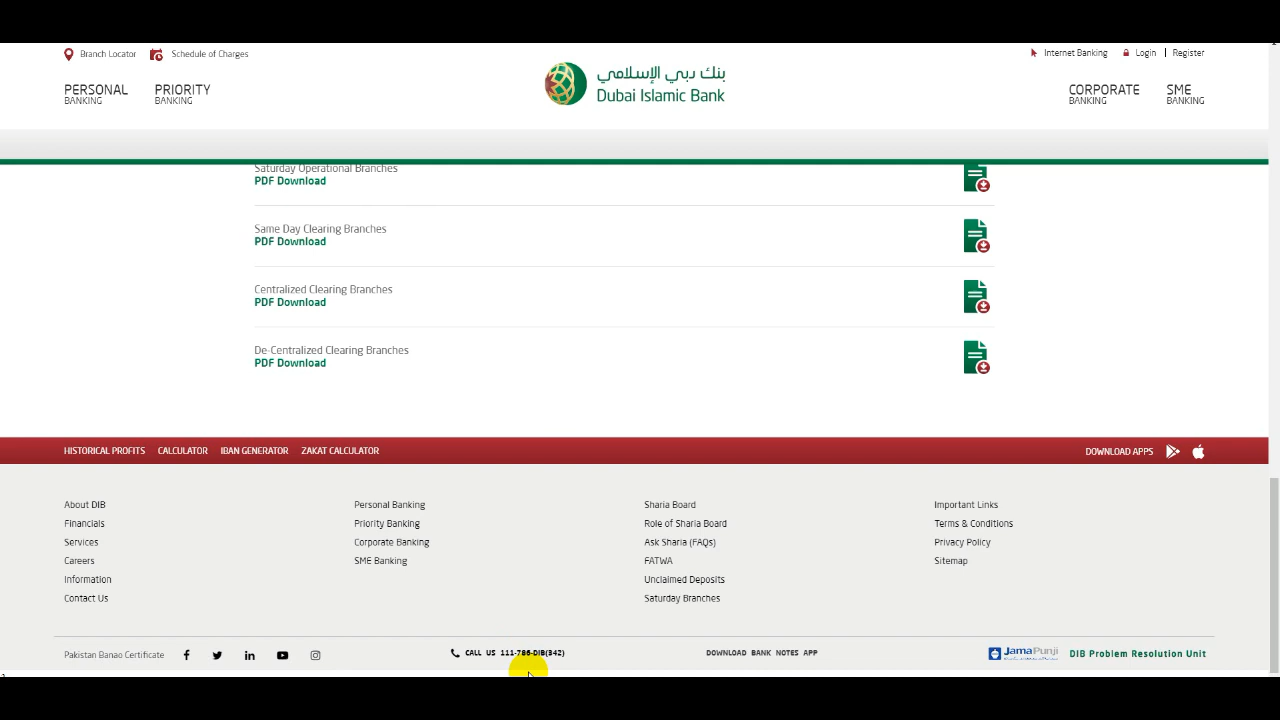 Branch Locator
Schedule of Charges
Internet Banking
Login | Register
PERSONAL
BANKING
PRIORITY
BANKING
بنك دبي الإسلامي
Dubai Islamic Bank
CORPORATE
BANKING
SME
BANKING
Saturday Operational Branches
PDF Download
Same Day Clearing Branches
PDF Download
Centralized Clearing Branches
PDF Download
De-Centralized Clearing Branches
PDF Download
HISTORICAL PROFITS CALCULATOR IBAN GENERATOR ZAKAT CALCULATOR
DOWNLOAD APPS
About DIB
Financials
Services
Careers
Information
Contact Us
Personal Banking
Priority Banking
Corporate Banking
SME Banking
Sharia Board
Role of Sharia Board
Ask Sharia (FAQs)
FATWA
Unclaimed Deposits
Saturday Branches
Important Links
Terms & Conditions
Privacy Policy
Sitemap
Pakistan Banao Certificate
CALL US 111-786-DIB(342)
DOWNLOAD BANK NOTES APP
JamaPunji
DIB Problem Resolution Unit